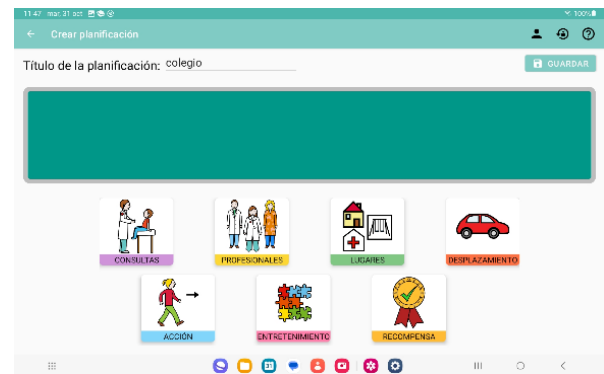 11:47 mar. 31 oct
100%
Crear planificación
Título de la planificación: colegio
GUARDAR
CONSULTAS
PROFESIONALES
LUGARES
DESPLAZAMIENTO
ACCIÓN
ENTRETENIMIENTO
RECOMPENSA